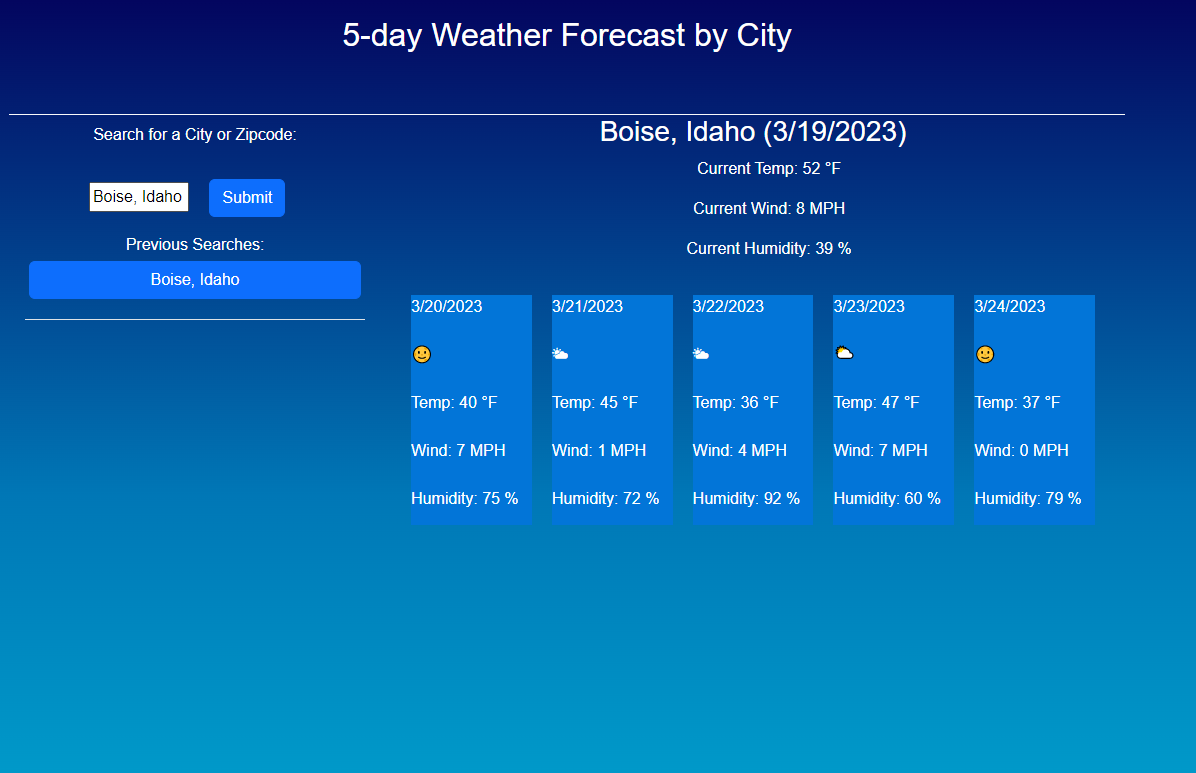 5-day Weather Forecast by City
Search for a City or Zipcode:
Boise, Idaho
Submit
Previous Searches:
Boise, Idaho
Boise, Idaho (3/19/2023)
Current Temp: 52 °F
Current Wind: 8 MPH
Current Humidity: 39 %
3/20/2023
Temp: 40 °F
Wind: 7 MPH
Humidity: 75 %
3/21/2023
Temp: 45 °F
Wind: 1 MPH
Humidity: 72 %
3/22/2023
Temp: 36 °F
Wind: 4 MPH
Humidity: 92 %
3/23/2023
Temp: 47 °F
Wind: 7 MPH
Humidity: 60 %
3/24/2023
Temp: 37 °F
Wind: 0 MPH
Humidity: 79 %